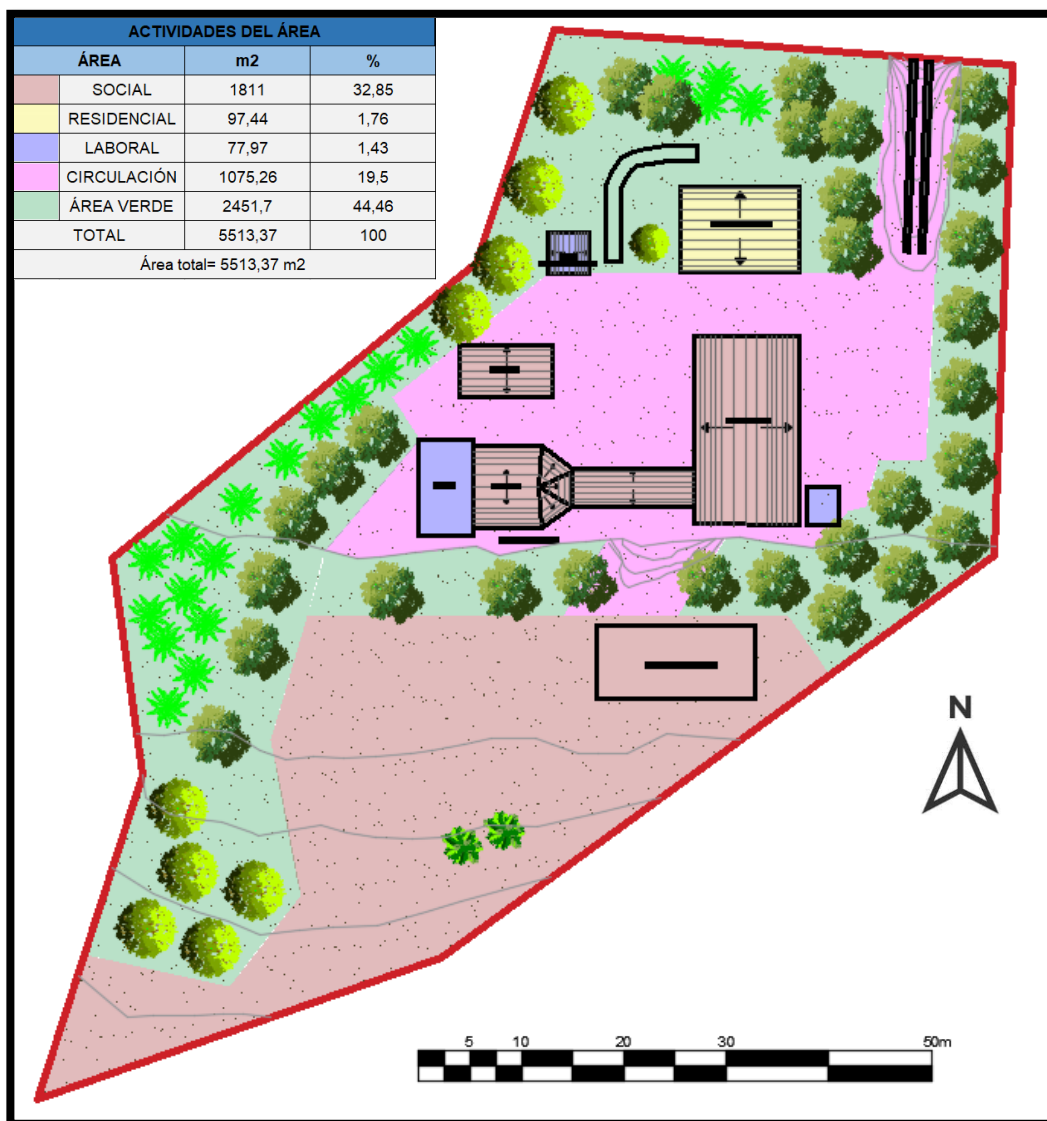 ACTIVIDADES DEL ÁREA
ÁREA m2 %
SOCIAL 1811 32,85
RESIDENCIAL 97,44 1,76
LABORAL 77,97 1,43
CIRCULACIÓN 1075,26 19,5
ÁREA VERDE 2451,7 44,46
TOTAL 5513,37 100
Área total= 5513,37 m2
N
5 10 20 30 50m